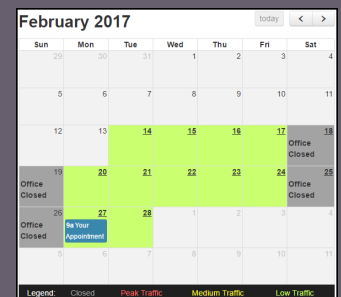 February 2017 today < >
Sun Mon Tue Wed Thu Fri Sat
29 30 31 1 2 3 4
5 6 7 8 9 10 11
12 13 14 15 16 17 18
Office
Closed
19 20 21 22 23 24 25
Office Office
Closed Closed
26 27 28 1 2 3 4
Office 9a Your
Closed Appointment
5 6 7 8 9 10 11
Legend: Closed Peak Traffic Medium Traffic Low Traffic